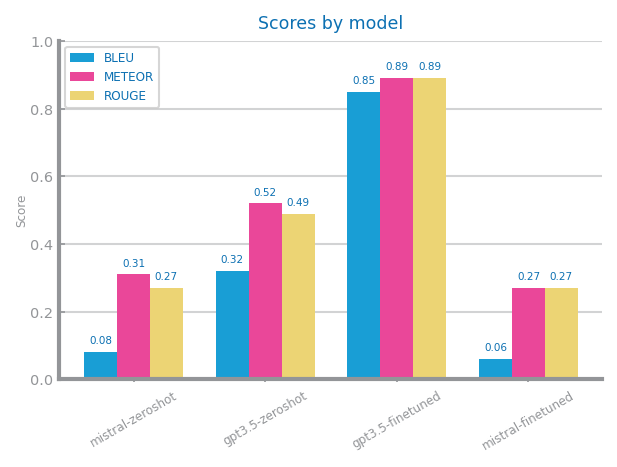 Scores by model
1.0
0.8
0.6
0.4
0.2
0.0
Score
BLEU
METEOR
ROUGE
0.08
0.31
0.27
0.32
0.52
0.49
0.85
0.89
0.89
0.06
0.27
0.27
mistral-zeroshot
gpt3.5-zeroshot
gpt3.5-finetuned
mistral-finetuned